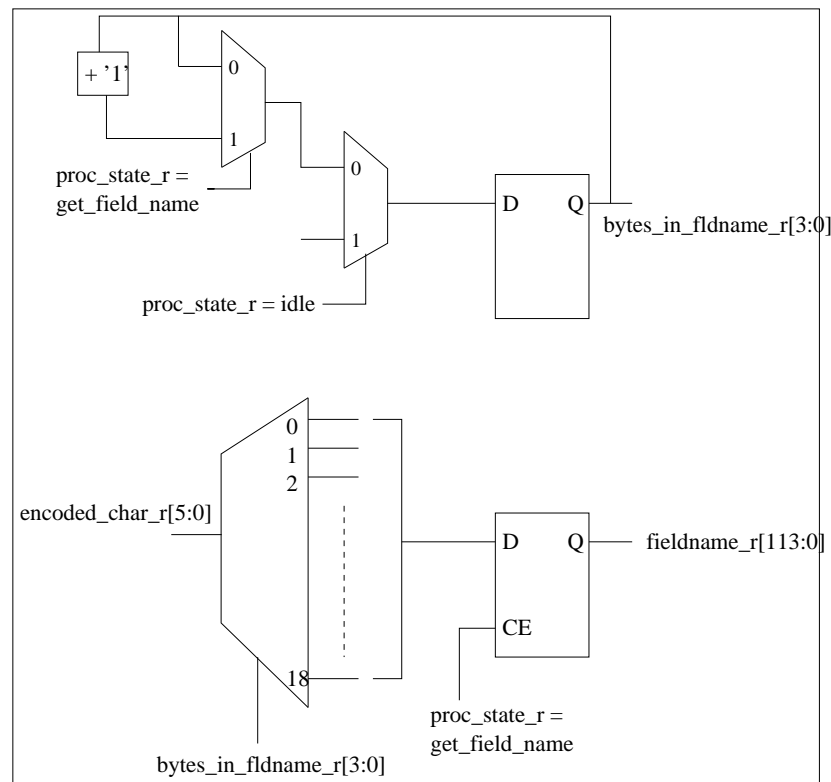 + '1'
0
1
proc_state_r =
get_field_name
0
1
proc_state_r = idle
D
Q
bytes_in_fldname_r[3:0]
0
1
2
18
encoded_char_r[5:0]
bytes_in_fldname_r[3:0]
D
Q
CE
fieldname_r[113:0]
proc_state_r =
get_field_name